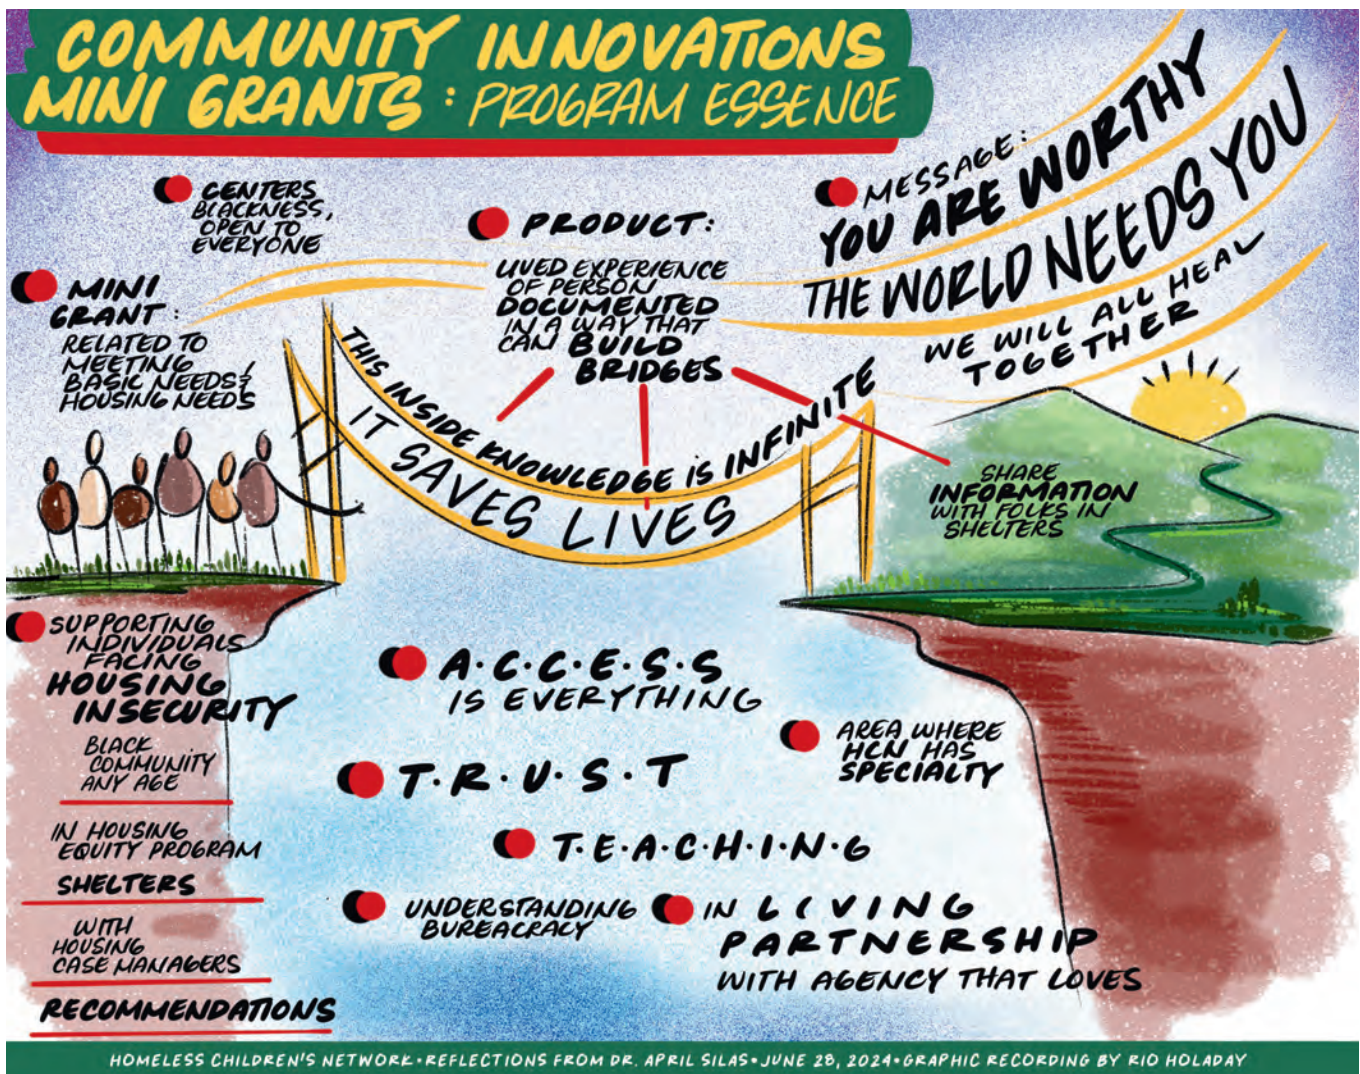 COMMUNITY INNOVATIONS
MINI GRANTS : PROGRAM ESSENCE
CENTERS
BLACKNESS,
OPEN TO
EVERYONE
MINI
GRANT :
RELATED TO
MEETING
BASIC NEEDS &
HOUSING NEEDS
PRODUCT:
LIVED EXPERIENCE
OF PERSON
DOCUMENTED
IN A WAY THAT
CAN BUILD
BRIDGES
MESSAGE:
YOU ARE WORTHY
THE WORLD NEEDS YOU
WE WILL ALL HEAL
TOGETHER
THIS INSIDE KNOWLEDGE IS INFINITE
IT SAVES LIVES
SHARE
INFORMATION
WITH FOLKS IN
SHELTERS
SUPPORTING
INDIVIDUALS
FACING
HOUSING
INSECURITY
BLACK
COMMUNITY
ANY AGE
IN HOUSING
EQUITY PROGRAM
SHELTERS
WITH
HOUSING
CASE MANAGERS
RECOMMENDATIONS
A·C·C·E·S·S
IS EVERYTHING
T·R·U·S·T
AREA WHERE
HCN HAS
SPECIALTY
T·E·A·C·H·I·N·G
UNDERSTANDING
BUREACRACY
IN LIVING
PARTNERSHIP
WITH AGENCY THAT LOVES
HOMELESS CHILDREN'S NETWORK • REFLECTIONS FROM DR. APRIL SILAS • JUNE 28, 2024 • GRAPHIC RECORDING BY RIO HOLADAY